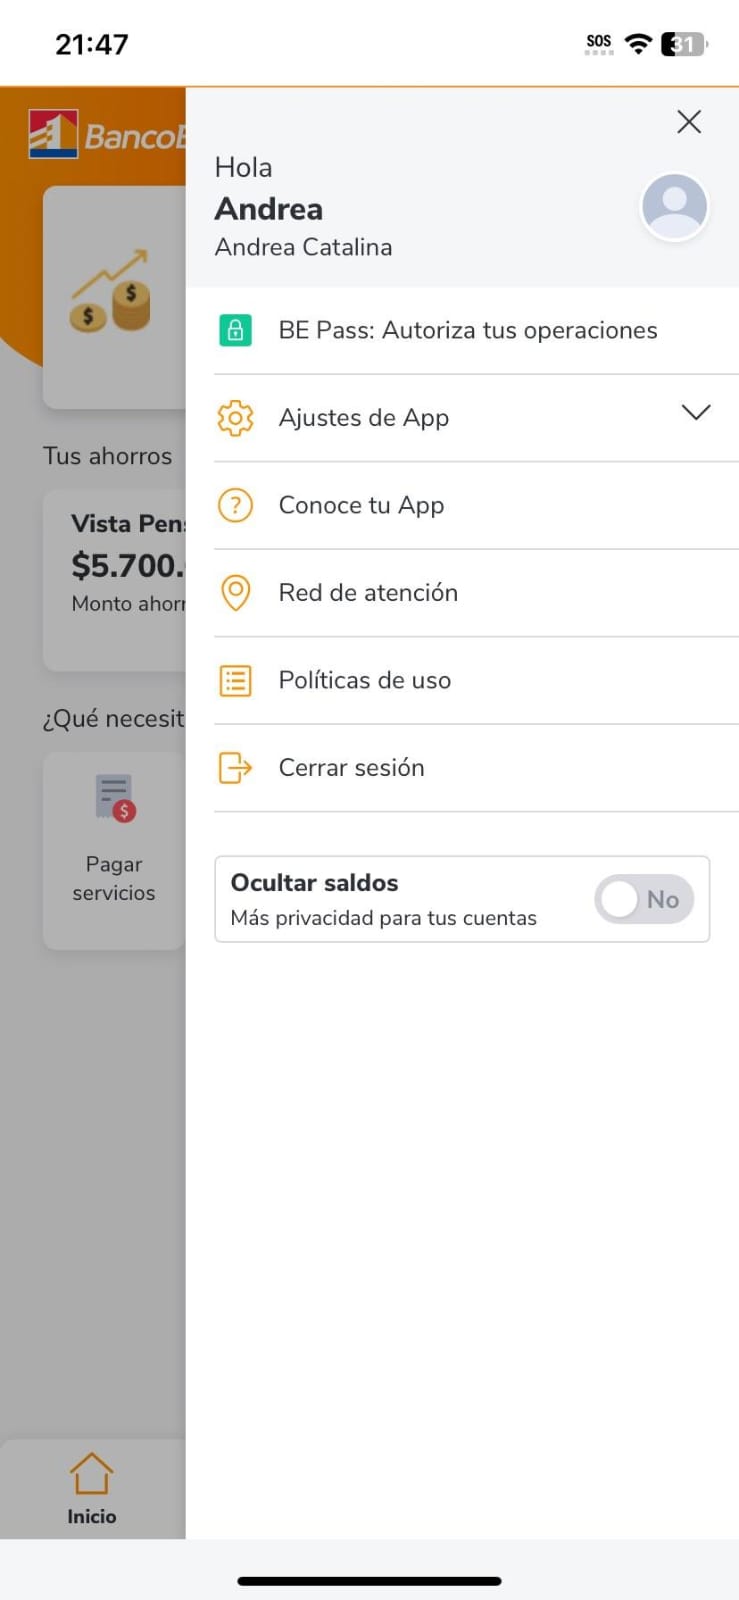 21:47
SOS
31
Banco
Hola
Andrea
Andrea Catalina
BE Pass: Autoriza tus operaciones
Ajustes de App
Conoce tu App
Red de atención
Políticas de uso
Cerrar sesión
Ocultar saldos
Más privacidad para tus cuentas
No
Tus ahorros
Vista Pen
$5.700.
Monto ahorr
¿Qué necesit
Pagar
servicios
Inicio